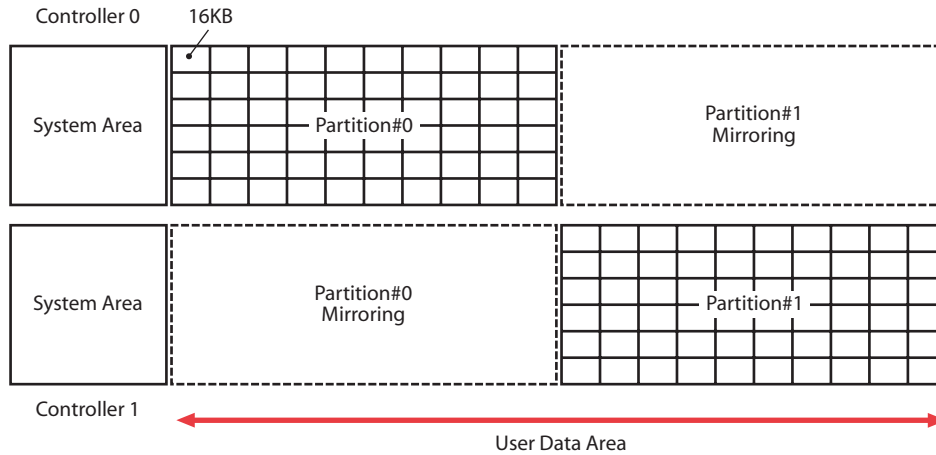 Controller 0
16KB
System Area
Partition#0
Partition#1
Mirroring
System Area
Partition#0
Mirroring
Partition#1
Controller 1
User Data Area